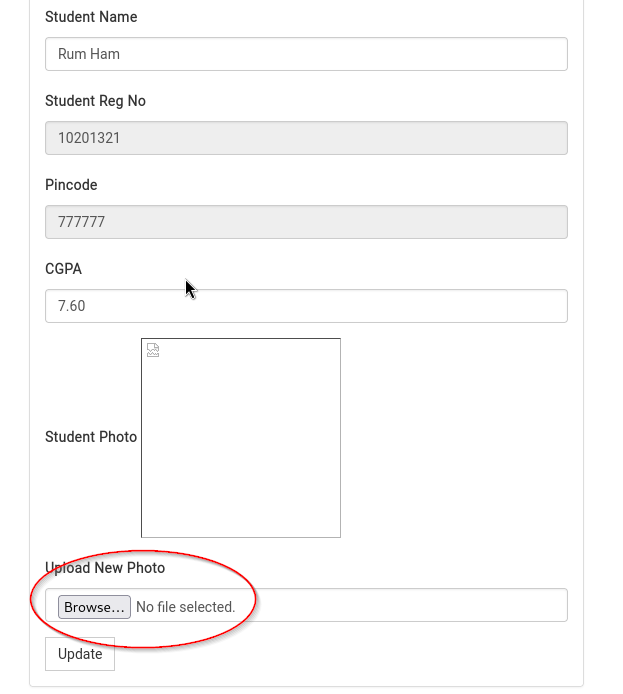 Student Name
Rum Ham
Student Reg No
10201321
Pincode
777777
CGPA
7.60
Student Photo
Upload New Photo
Browse... No file selected.
Update